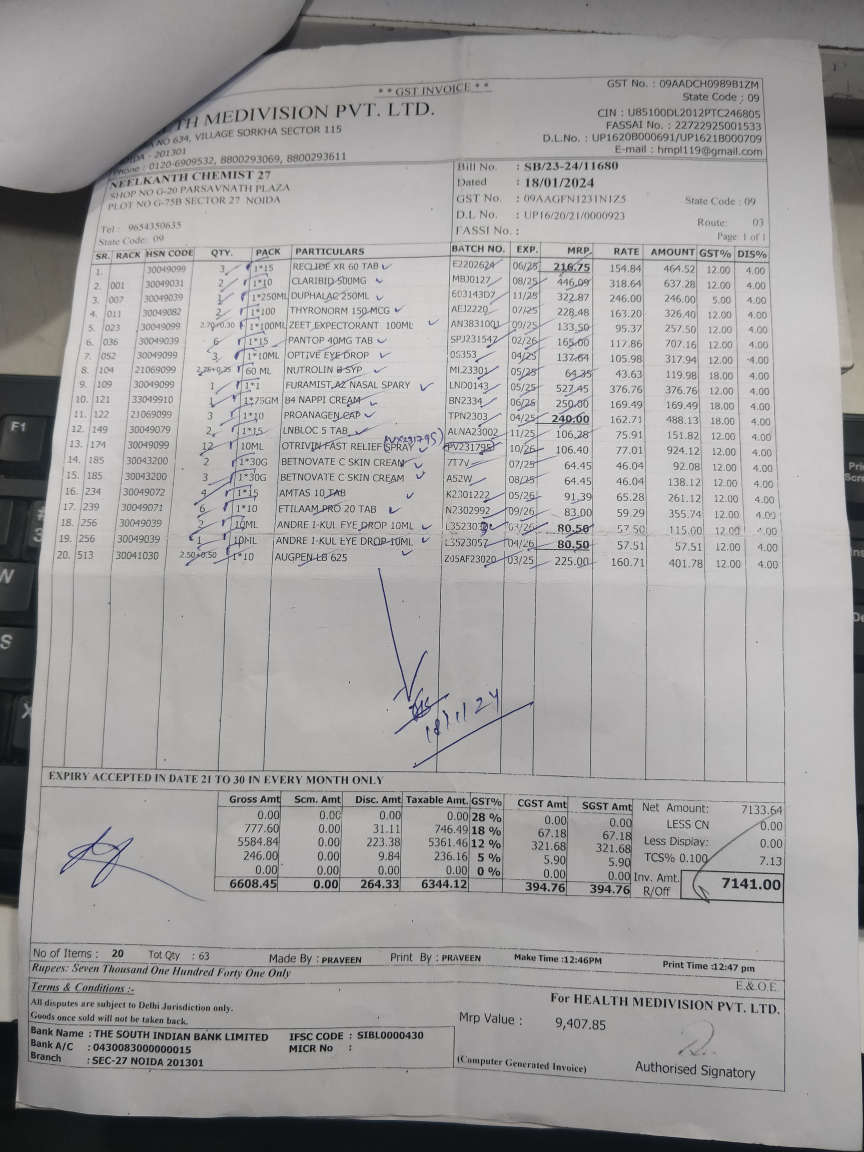 * * GST INVOICE * *
GST No. : 09AADCH0989B1ZM
State Code : 09
TH MEDIVISION PVT. LTD.
CIN : U85100DL2012PTC246805
NO 634, VILLAGE SORKHA SECTOR 115
FASSAI No. : 22722925001533
- 201301
D.L.No. : UP1620B000691/UP1621B000709
Phone : 0120-6909532, 8800293069, 8800293611
E-mail : hmpl119@gmail.com
NEELKANTH CHEMIST 27
SHOP NO G-20 PARSAVNATH PLAZA
PLOT NO G-75B SECTOR 27 NOIDA
Tel : 9654350635
State Code: 09
Bill No. : SB/23-24/11680
Dated : 18/01/2024
GST No. : 09AAGFN1231N1Z5 State Code : 09
D.L No. : UP16/20/21/0000923
Route: 03
FASSI No. :
Page: 1 of 1
SR. RACK HSN CODE QTY. PACK PARTICULARS BATCH NO. EXP. MRP. RATE AMOUNT GST% DIS%
1. 30049099 3 1*15 RECLIDE XR 60 TAB E2202624 06/25 216.75 154.84 464.52 12.00 4.00
2. 001 30049031 2 1*10 CLARIBID 500MG MBJ0127 08/25 446.09 318.64 637.28 12.00 4.00
3. 007 30049039 1 1*250ML DUPHALAC 250ML 603143D7 11/25 322.87 246.00 246.00 5.00 4.00
4. 011 30049082 2 1*100 THYRONORM 150 MCG AEJ2220 07/25 228.48 163.20 326.40 12.00 4.00
5. 023 30049099 2.70+0.30 1*100ML ZEET EXPECTORANT 100ML AN3831001 09/25 133.50 95.37 257.50 12.00 4.00
6. 036 30049039 6 1*15 PANTOP 40MG TAB SPJ231547 02/26 165.00 117.86 707.16 12.00 4.00
7. 052 30049099 3 1*10ML OPTIVE EYE DROP 0S353 04/25 137.64 105.98 317.94 12.00 4.00
8. 104 21069099 2.75+0.25 60 ML NUTROLIN B SYP ML23301 05/25 64.35 43.63 119.98 18.00 4.00
9. 109 30049099 1 1*1 FURAMIST AZ NASAL SPARY LND0143 05/25 527.45 376.76 376.76 12.00 4.00
10. 121 33049910 1 1*75GM B4 NAPPI CREAM BN2334 06/26 250.00 169.49 169.49 18.00 4.00
11. 122 21069099 3 1*10 PROANAGEN CAP TPN2303 04/25 240.00 162.71 488.13 18.00 4.00
12. 149 30049079 2 1*15 LNBLOC 5 TAB ALNA23002 11/25 106.28 75.91 151.82 12.00 4.00
13. 174 30049099 12 10ML OTRIVIN FAST RELIEF SPRAY PV231795 10/26 106.40 77.01 924.12 12.00 4.00
14. 185 30043200 2 1*30G BETNOVATE C SKIN CREAM 7T7V 07/25 64.45 46.04 92.08 12.00 4.00
15. 185 30043200 3 1*30G BETNOVATE C SKIN CREAM A52W 08/25 64.45 46.04 138.12 12.00 4.00
16. 234 30049072 4 1*15 AMTAS 10 TAB K2301222 05/26 91.39 65.28 261.12 12.00 4.00
17. 239 30049071 6 1*10 ETILAAM PRO 20 TAB N2302992 09/26 83.00 59.29 355.74 12.00 4.00
18. 256 30049039 2 10ML ANDRE I-KUL EYE DROP 10ML 03/26 80.50 57.50 115.00 12.00 4.00
19. 256 30049039 1 10ML ANDRE I-KUL EYE DROP 10ML L3523057 04/26 80.50 57.51 57.51 12.00 4.00
20. 513 30041030 2.50+0.50 1*10 AUGPEN LB 625 Z05AF23020 03/25 225.00 160.71 401.78 12.00 4.00
18/1/24
EXPIRY ACCEPTED IN DATE 21 TO 30 IN EVERY MONTH ONLY
Gross Amt Scm. Amt Disc. Amt Taxable Amt. GST% CGST Amt SGST Amt
0.00 0.00 0.00 0.00 28 % 0.00 0.00
777.60 0.00 31.11 746.49 18 % 67.18 67.18
5584.84 0.00 223.38 5361.46 12 % 321.68 321.68
246.00 0.00 9.84 236.16 5 % 5.90 5.90
0.00 0.00 0.00 0.00 0 % 0.00 0.00
6608.45 0.00 264.33 6344.12 394.76 394.76
Net Amount: 7133.64
LESS CN 0.00
Less Display: 0.00
TCS% 0.100 7.13
Inv. Amt. 7141.00
R/Off
No of Items : 20 Tot Qty : 63 Made By : PRAVEEN Print By : PRAVEEN Make Time :12:46PM Print Time :12:47 pm
Rupees: Seven Thousand One Hundred Forty One Only
E.& O.E.
Terms & Conditions :-
All disputes are subject to Delhi Jurisdiction only.
Goods once sold will not be taken back.
For HEALTH MEDIVISION PVT. LTD.
Mrp Value : 9,407.85
Bank Name : THE SOUTH INDIAN BANK LIMITED IFSC CODE : SIBL0000430
Bank A/C : 0430083000000015 MICR No :
Branch : SEC-27 NOIDA 201301
(Computer Generated Invoice)
Authorised Signatory